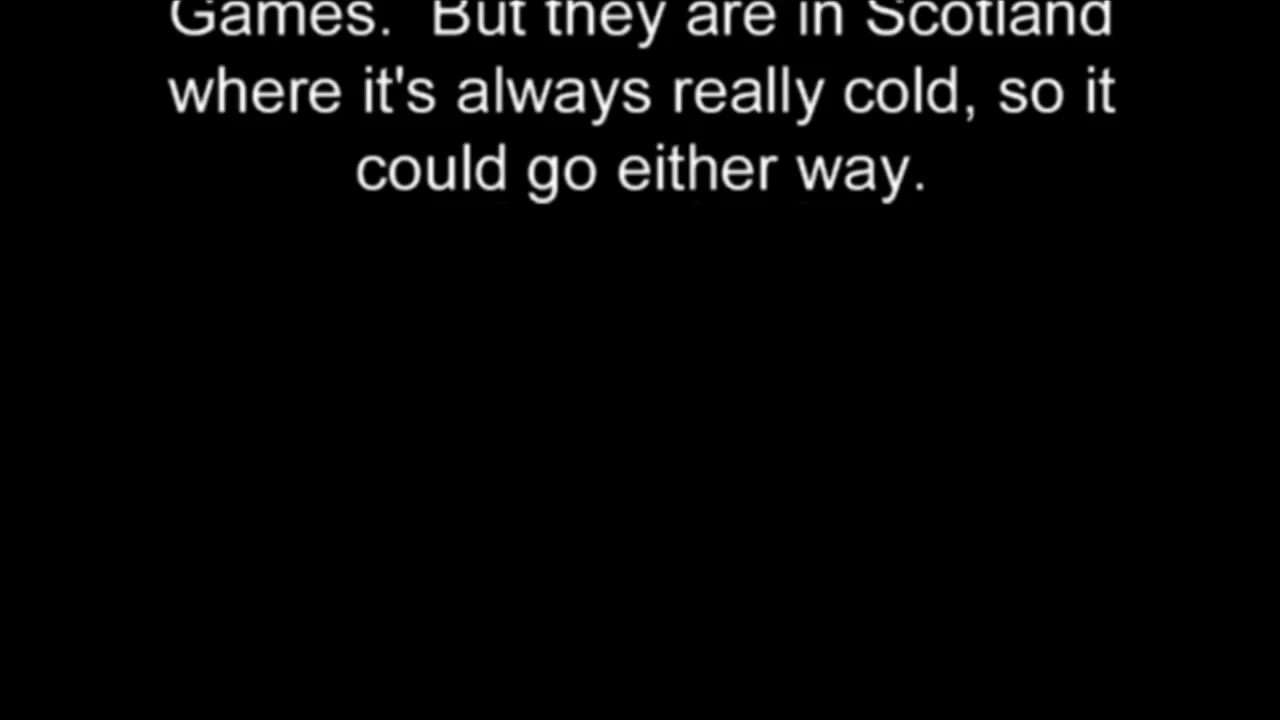 Games.  But they are in Scotland
where it's always really cold, so it
could go either way.